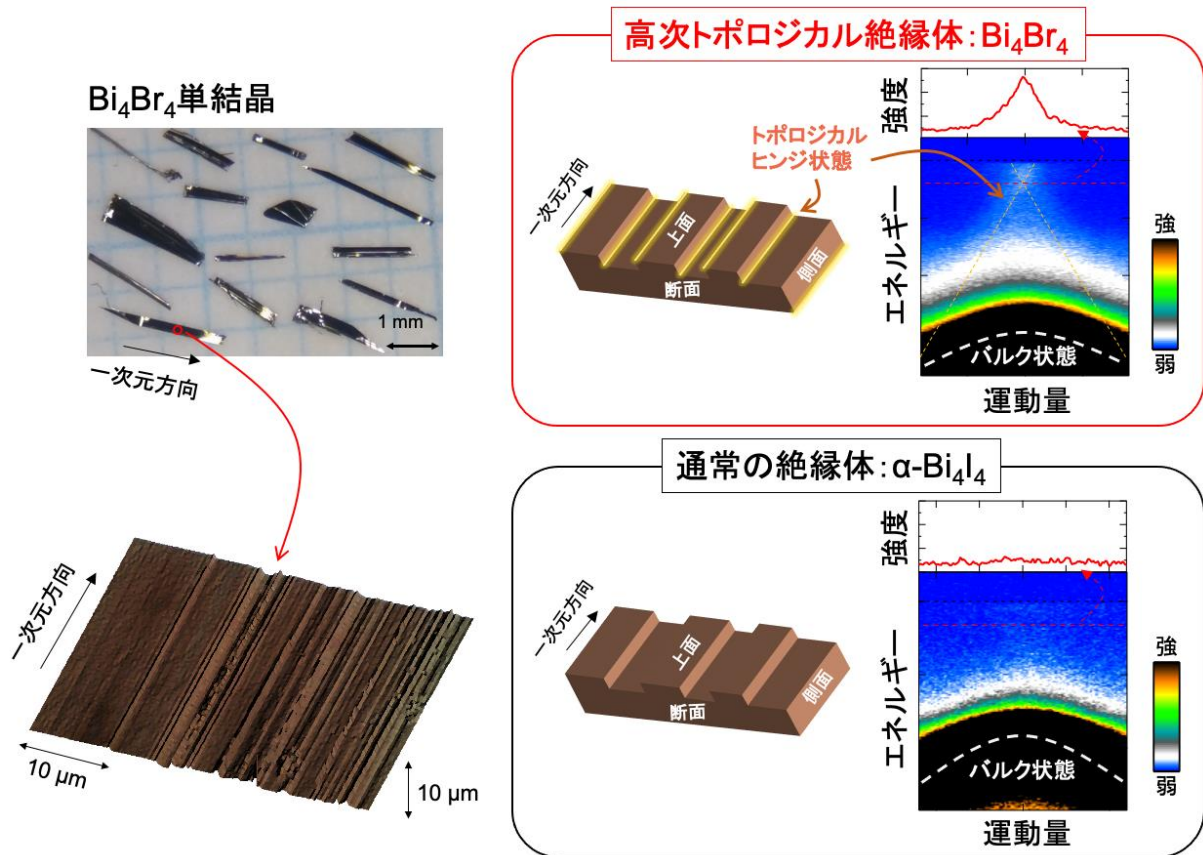 Bi₄Br₄単結晶
1 mm
一次元方向
一次元方向
10 μm
10 μm
高次トポロジカル絶縁体：Bi₄Br₄
トポロジカル
ヒンジ状態
一次元方向
上面
側面
断面
強度
エネルギー
バルク状態
運動量
強
弱
通常の絶縁体：α-Bi₄I₄
一次元方向
上面
側面
断面
強度
エネルギー
バルク状態
運動量
強
弱